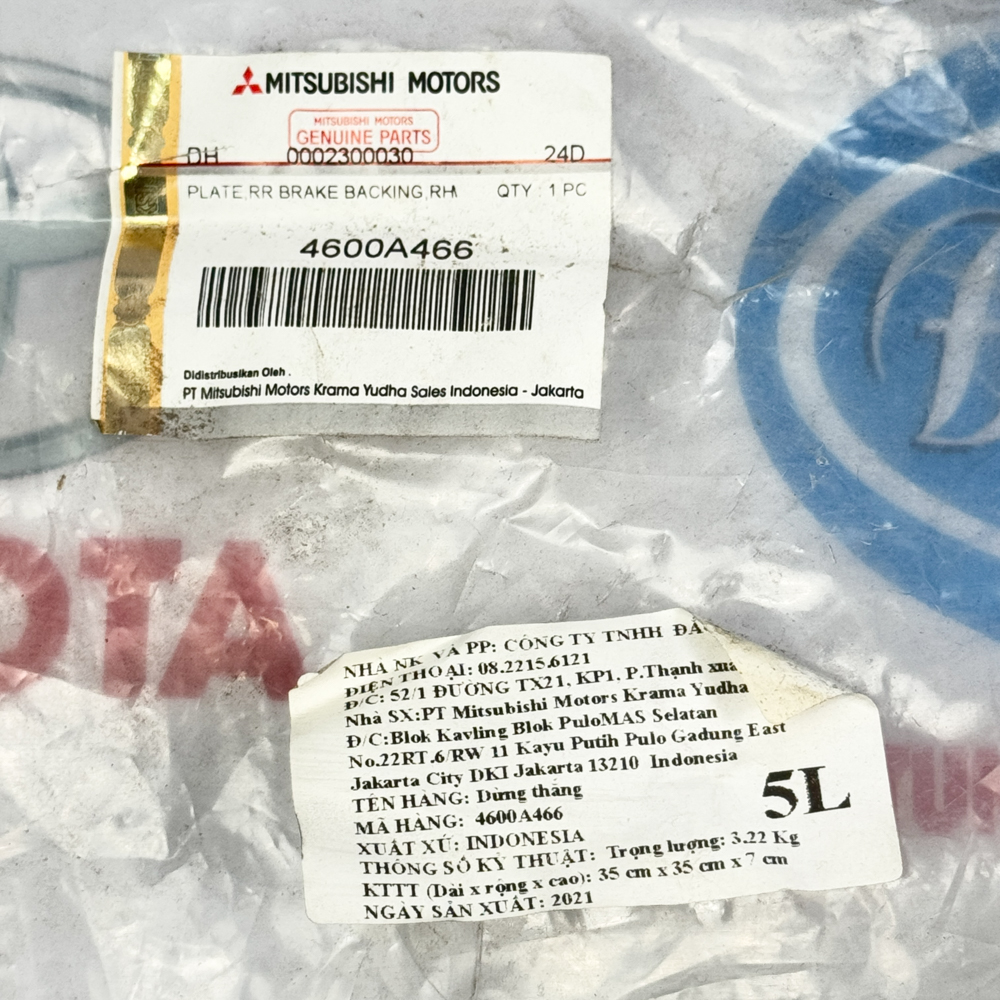 MITSUBISHI MOTORS
MITSUBISHI MOTORS
GENUINE PARTS
DH 0002300030 24D
PLATE,RR BRAKE BACKING,RH QTY : 1 PC
4600A466
Didistribusikan Oleh .
PT Mitsubishi Motors Krama Yudha Sales Indonesia - Jakarta
OTA
NHÀ NK VÀ PP: CÔNG TY TNHH
ĐIỆN THOẠI: 08.2215.6121
Đ/C: 52/1 ĐƯỜNG TX21, KP1, P.Thạnh xuâ
Nhà SX:PT Mitsubishi Motors Krama Yudha
Đ/C:Blok Kavling Blok PuloMAS Selatan
No.22RT.6/RW 11 Kayu Putih Pulo Gadung East
Jakarta City DKI Jakarta 13210 Indonesia
TÊN HÀNG: Dừng thắng
MÃ HÀNG: 4600A466
5L
XUẤT XỨ: INDONESIA
THÔNG SỐ KỸ THUẬT: Trọng lượng: 3.22 Kg
KTTT (Dài x rộng x cao): 35 cm x 35 cm x 7 cm
NGÀY SẢN XUẤT: 2021